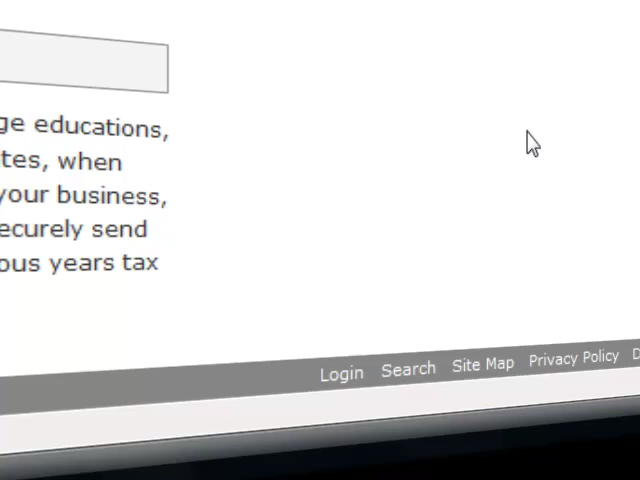 ge educations,
tes, when
your business,
ecurely send
ous years tax
Login Search Site Map Privacy Policy D